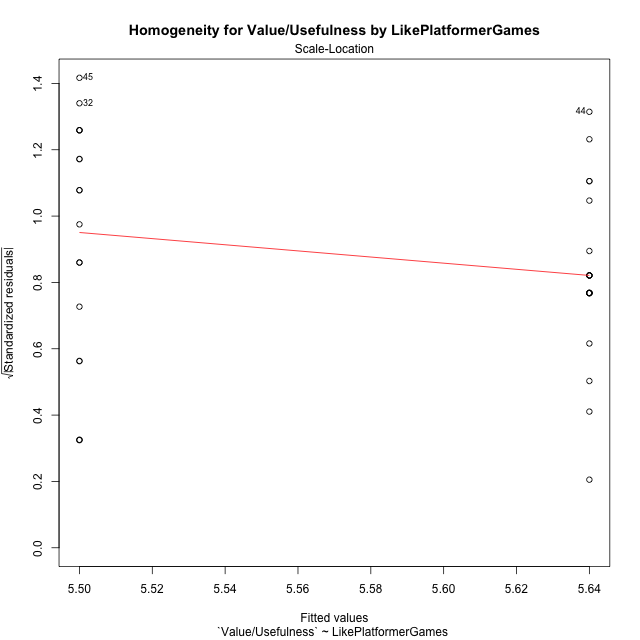 Homogeneity for Value/Usefulness by LikePlatformerGames
Scale-Location
√|Standardized residuals|
1.4
1.2
1.0
0.8
0.6
0.4
0.2
0.0
45
32
44
5.50 5.52 5.54 5.56 5.58 5.60 5.62 5.64
Fitted values
`Value/Usefulness` ~ LikePlatformerGames